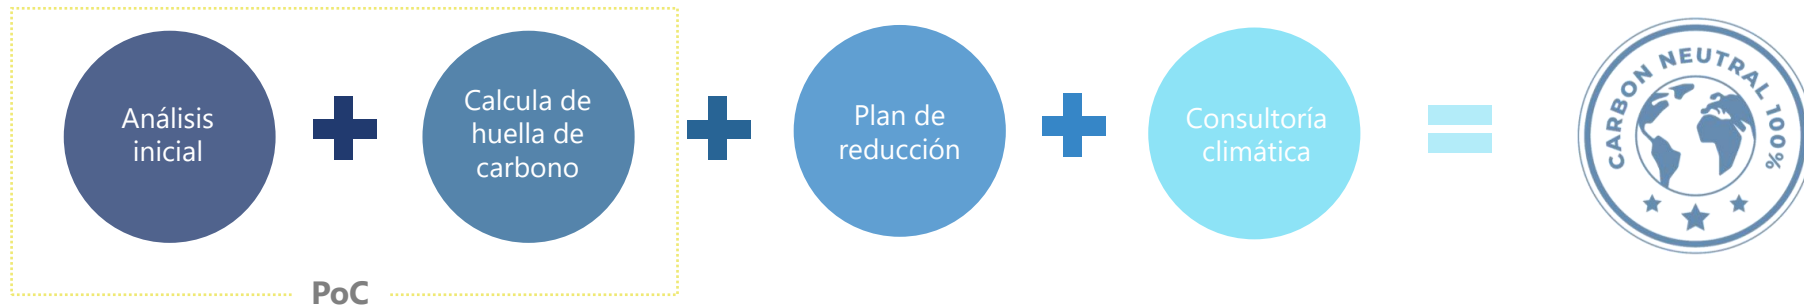 Análisis
inicial
Calcula de
huella de
carbono
Plan de
reducción
Consultoría
climática
CARBON NEUTRAL 100%
PoC